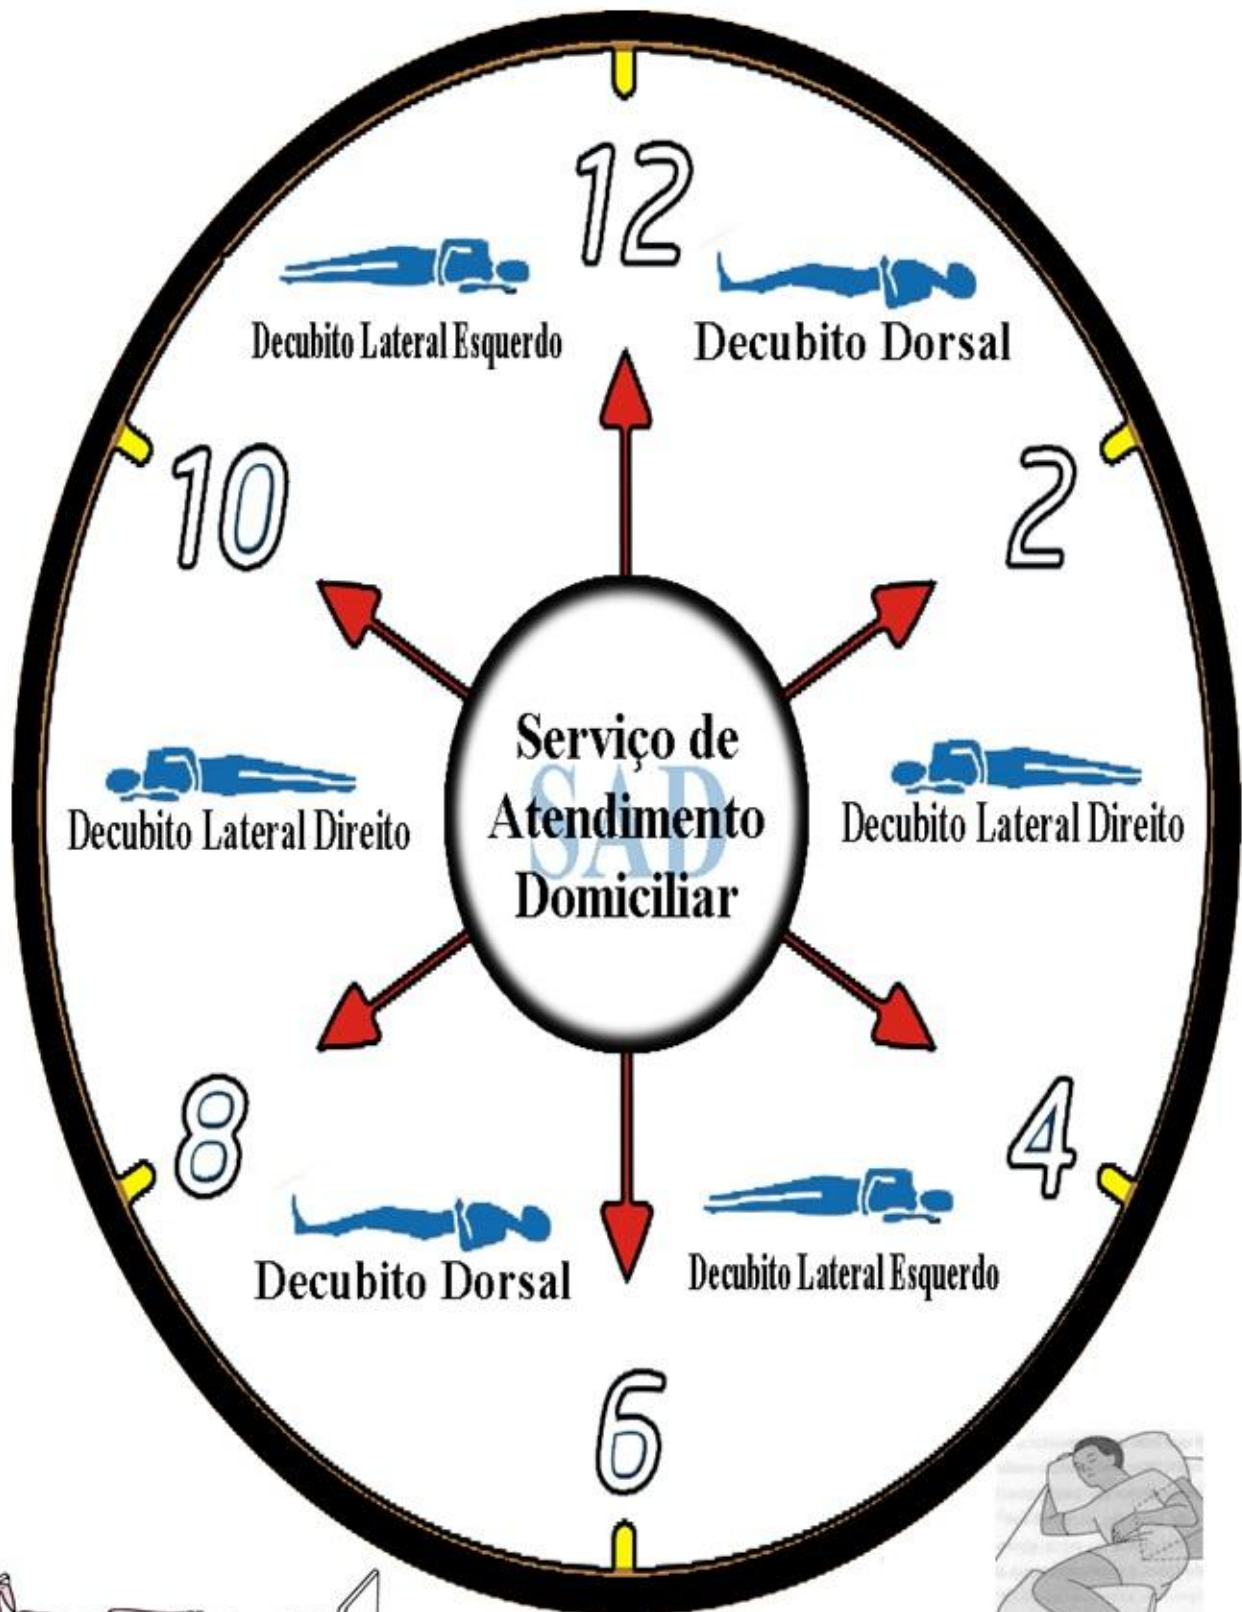 12
Decubito Lateral Esquerdo
Decubito Dorsal
10
2
Serviço de
SAD
Atendimento
Domiciliar
Decubito Lateral Direito
Decubito Lateral Direito
8
4
Decubito Dorsal
Decubito Lateral Esquerdo
6